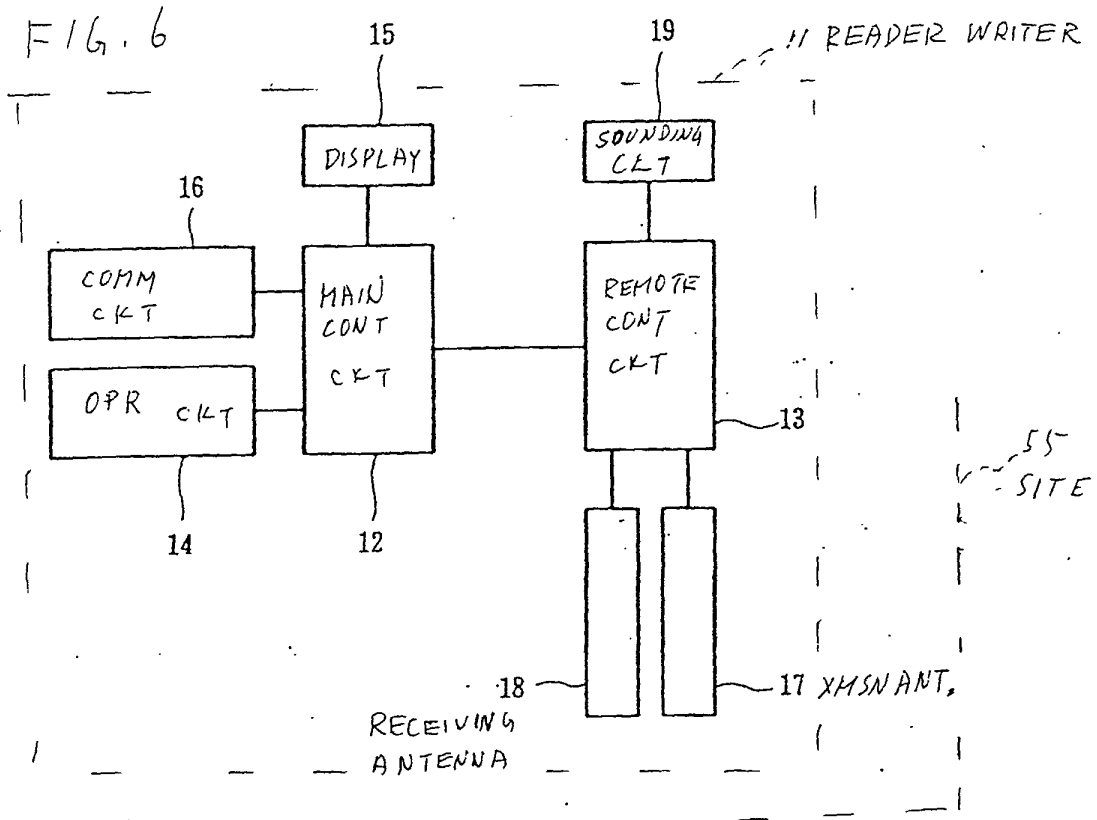 FIG. 6
15
19
11 READER WRITER
DISPLAY
SOUNDING
CKT
16
COMM
CKT
MAIN
CONT
CKT
REMOTE
CONT
CKT
OPR CKT
13
55
SITE
14
12
18
17 XMSN ANT.
RECEIVING
ANTENNA